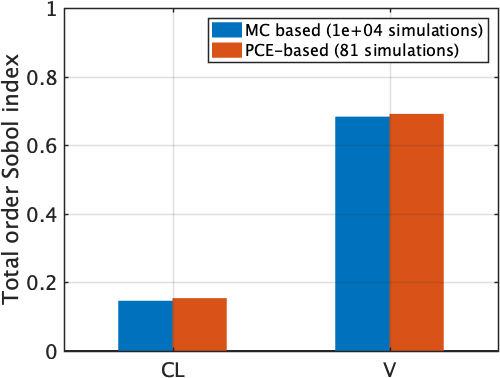 MC based (1e+04 simulations)
PCE-based (81 simulations)
Total order Sobol index
1
0.8
0.6
0.4
0.2
0
CL
V